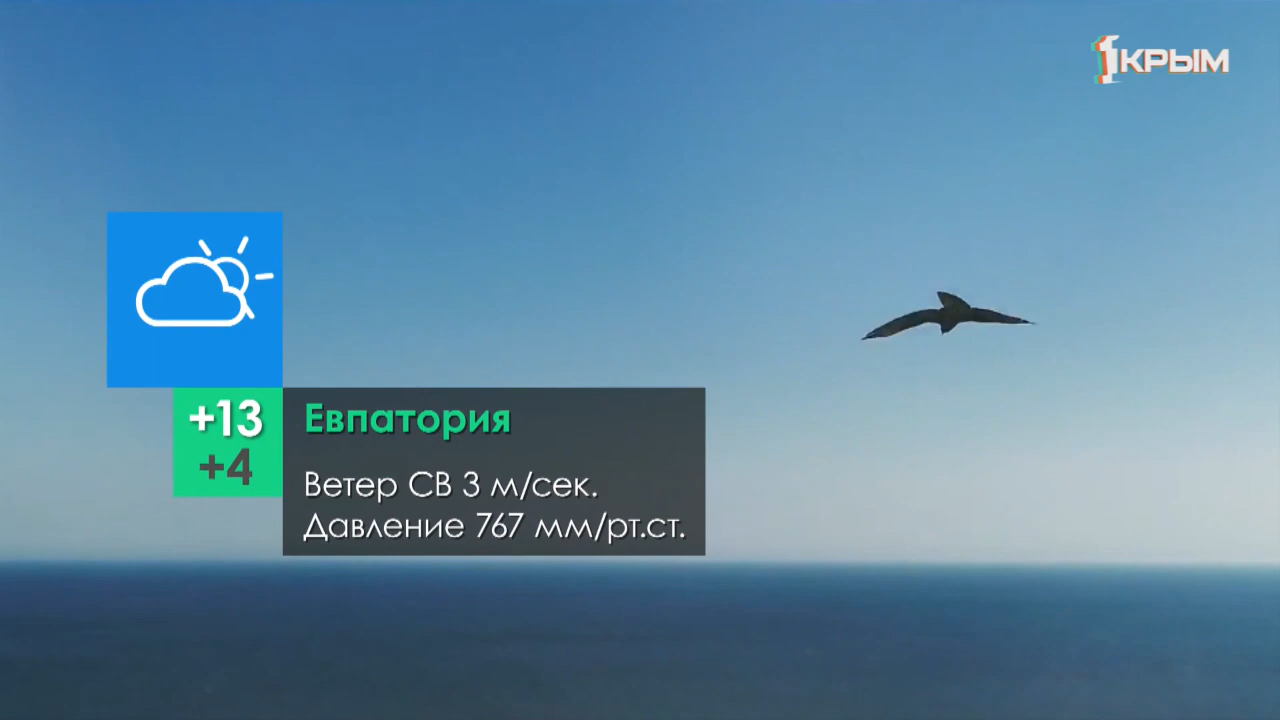 1КРЫМ
+13
+4
Евпатория
Ветер СВ 3 м/сек.
Давление 767 мм/рт.ст.